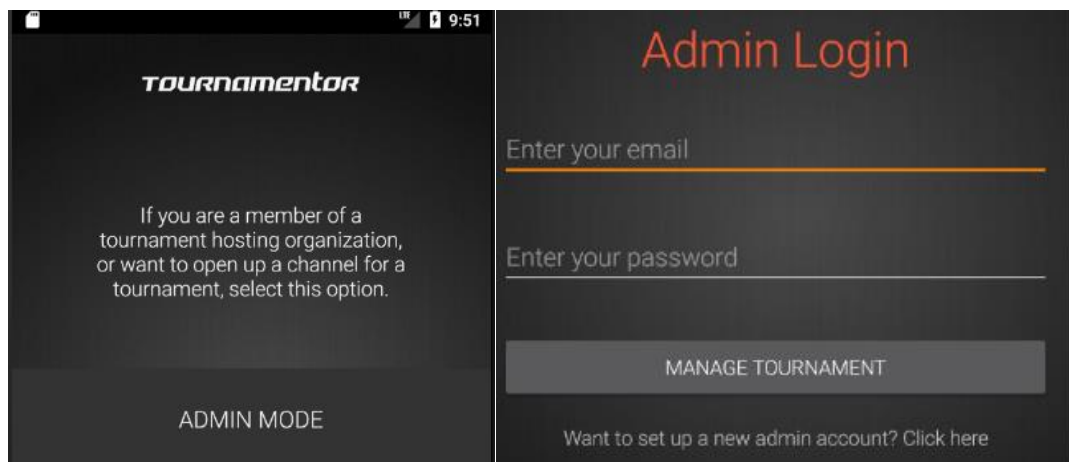 LTE 9:51
TOURNAMENTOR
If you are a member of a
tournament hosting organization,
or want to open up a channel for a
tournament, select this option.
ADMIN MODE
Admin Login
Enter your email
Enter your password
MANAGE TOURNAMENT
Want to set up a new admin account? Click here